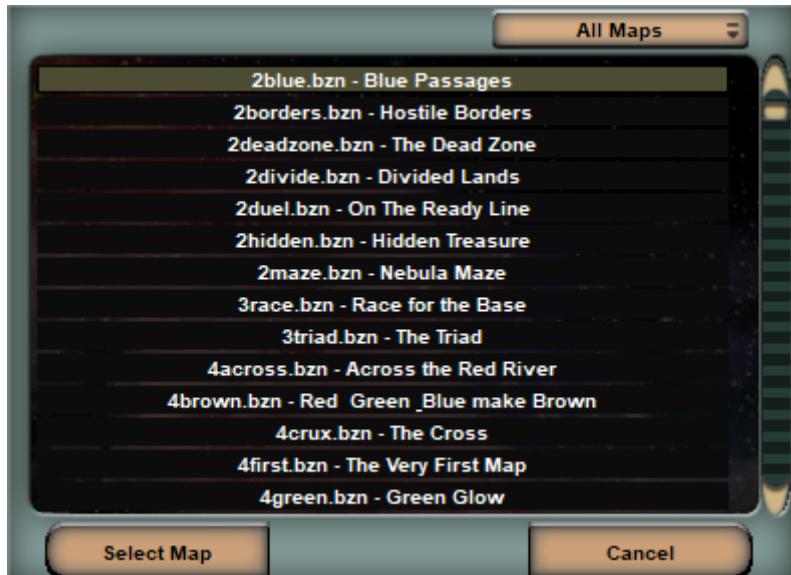 All Maps
2blue.bzn - Blue Passages
2borders.bzn - Hostile Borders
2deadzone.bzn - The Dead Zone
2divide.bzn - Divided Lands
2duel.bzn - On The Ready Line
2hidden.bzn - Hidden Treasure
2maze.bzn - Nebula Maze
3race.bzn - Race for the Base
3triad.bzn - The Triad
4across.bzn - Across the Red River
4brown.bzn - Red  Green _Blue make Brown
4crux.bzn - The Cross
4first.bzn - The Very First Map
4green.bzn - Green Glow
Select Map
Cancel